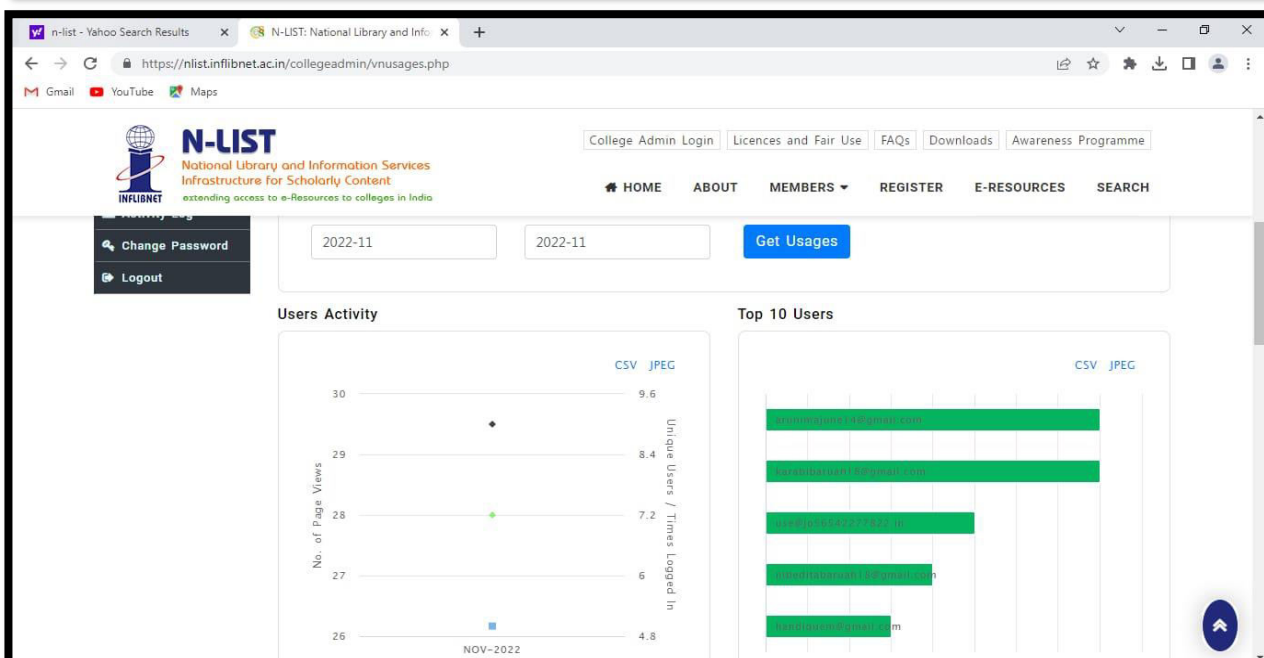 n-list - Yahoo Search Results
N-LIST: National Library and Info
https://nlist.inflibnet.ac.in/collegeadmin/vnusages.php
Gmail YouTube Maps
INFLIBNET
N-LIST
National Library and Information Services
Infrastructure for Scholarly Content
extending access to e-Resources to colleges in India
College Admin Login Licences and Fair Use FAQs Downloads Awareness Programme
HOME ABOUT MEMBERS REGISTER E-RESOURCES SEARCH
Change Password
Logout
2022-11 2022-11 Get Usages
Users Activity
CSV JPEG
No. of Page Views
30
29
28
27
26
9.6
8.4
7.2
6
4.8
Unique Users / Times Logged In
NOV-2022
Top 10 Users
CSV JPEG